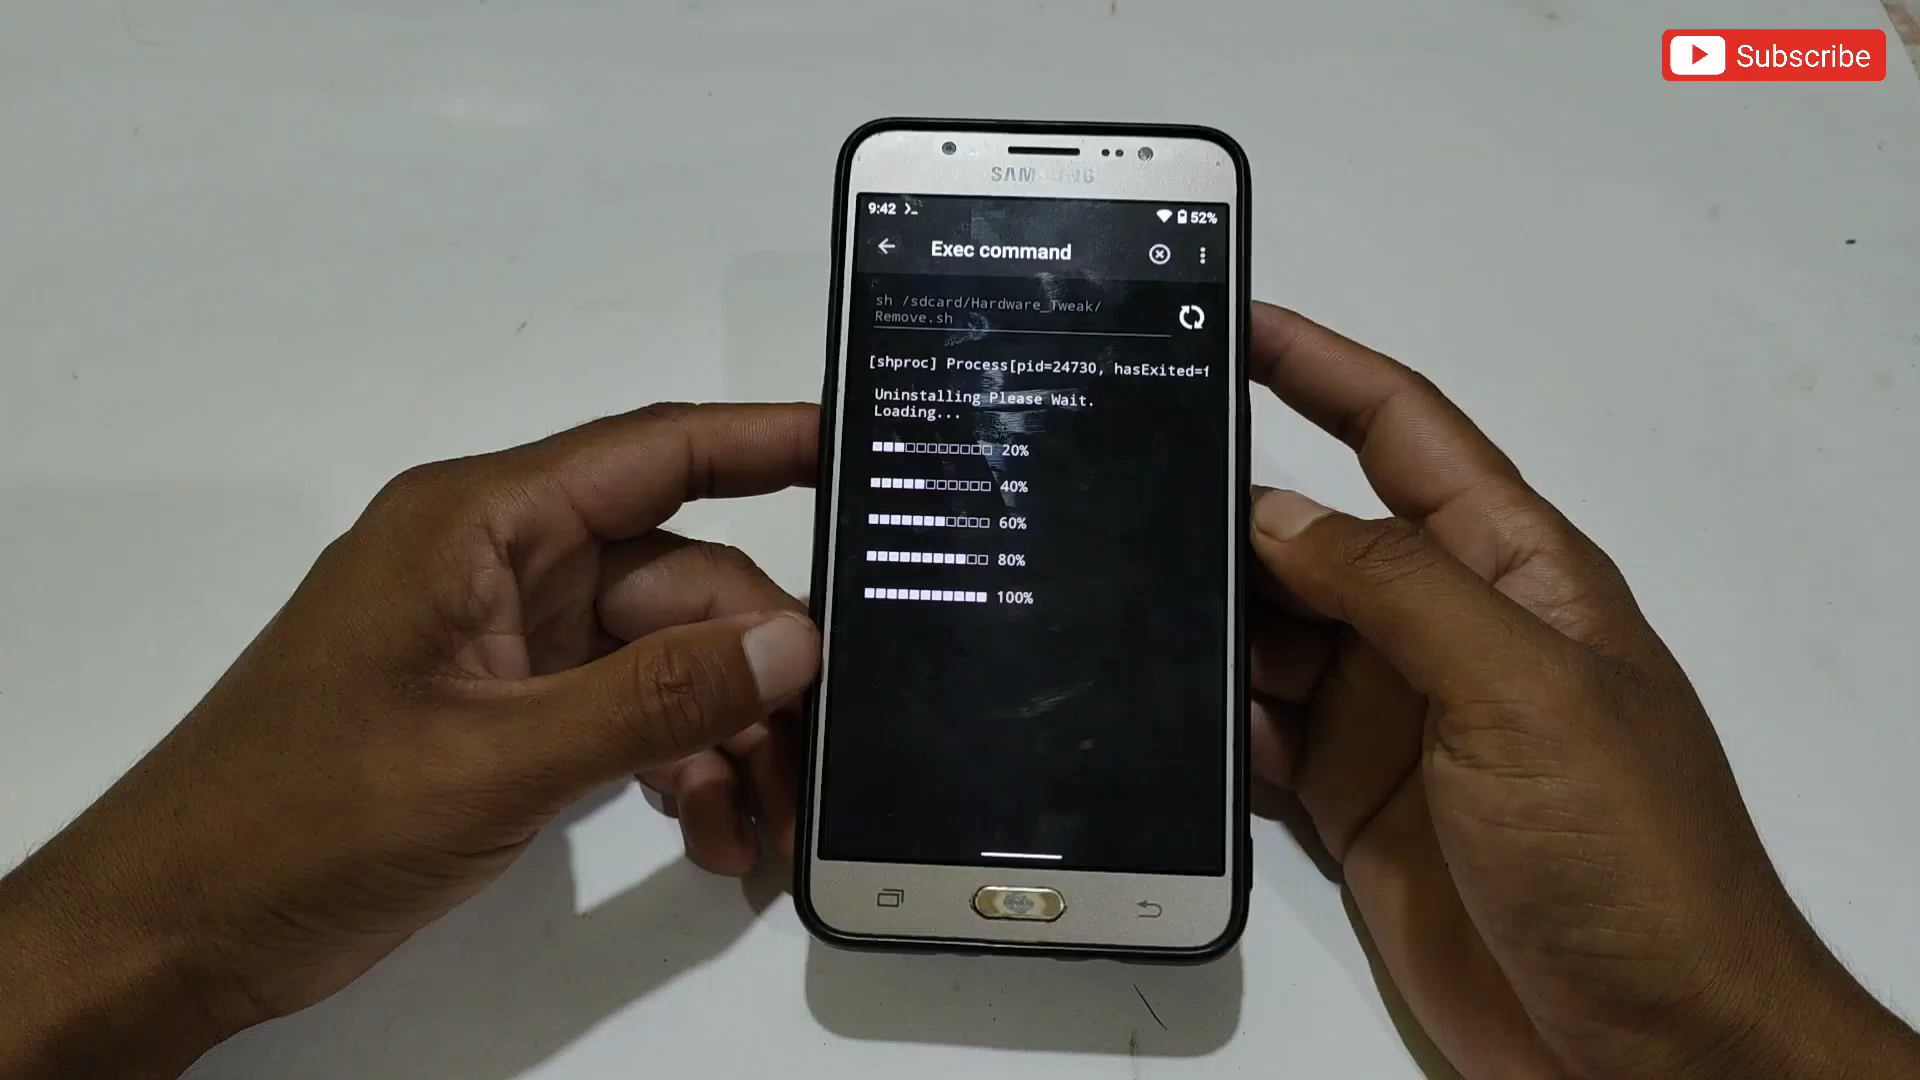 Subscribe
SAMSUNG
9:42 52%
Exec command
sh /sdcard/Hardware_Tweak/
Remove.sh
[shproc] Process[pid=24730, hasExited=f
Uninstalling Please Wait.
Loading...
20%
40%
60%
80%
100%